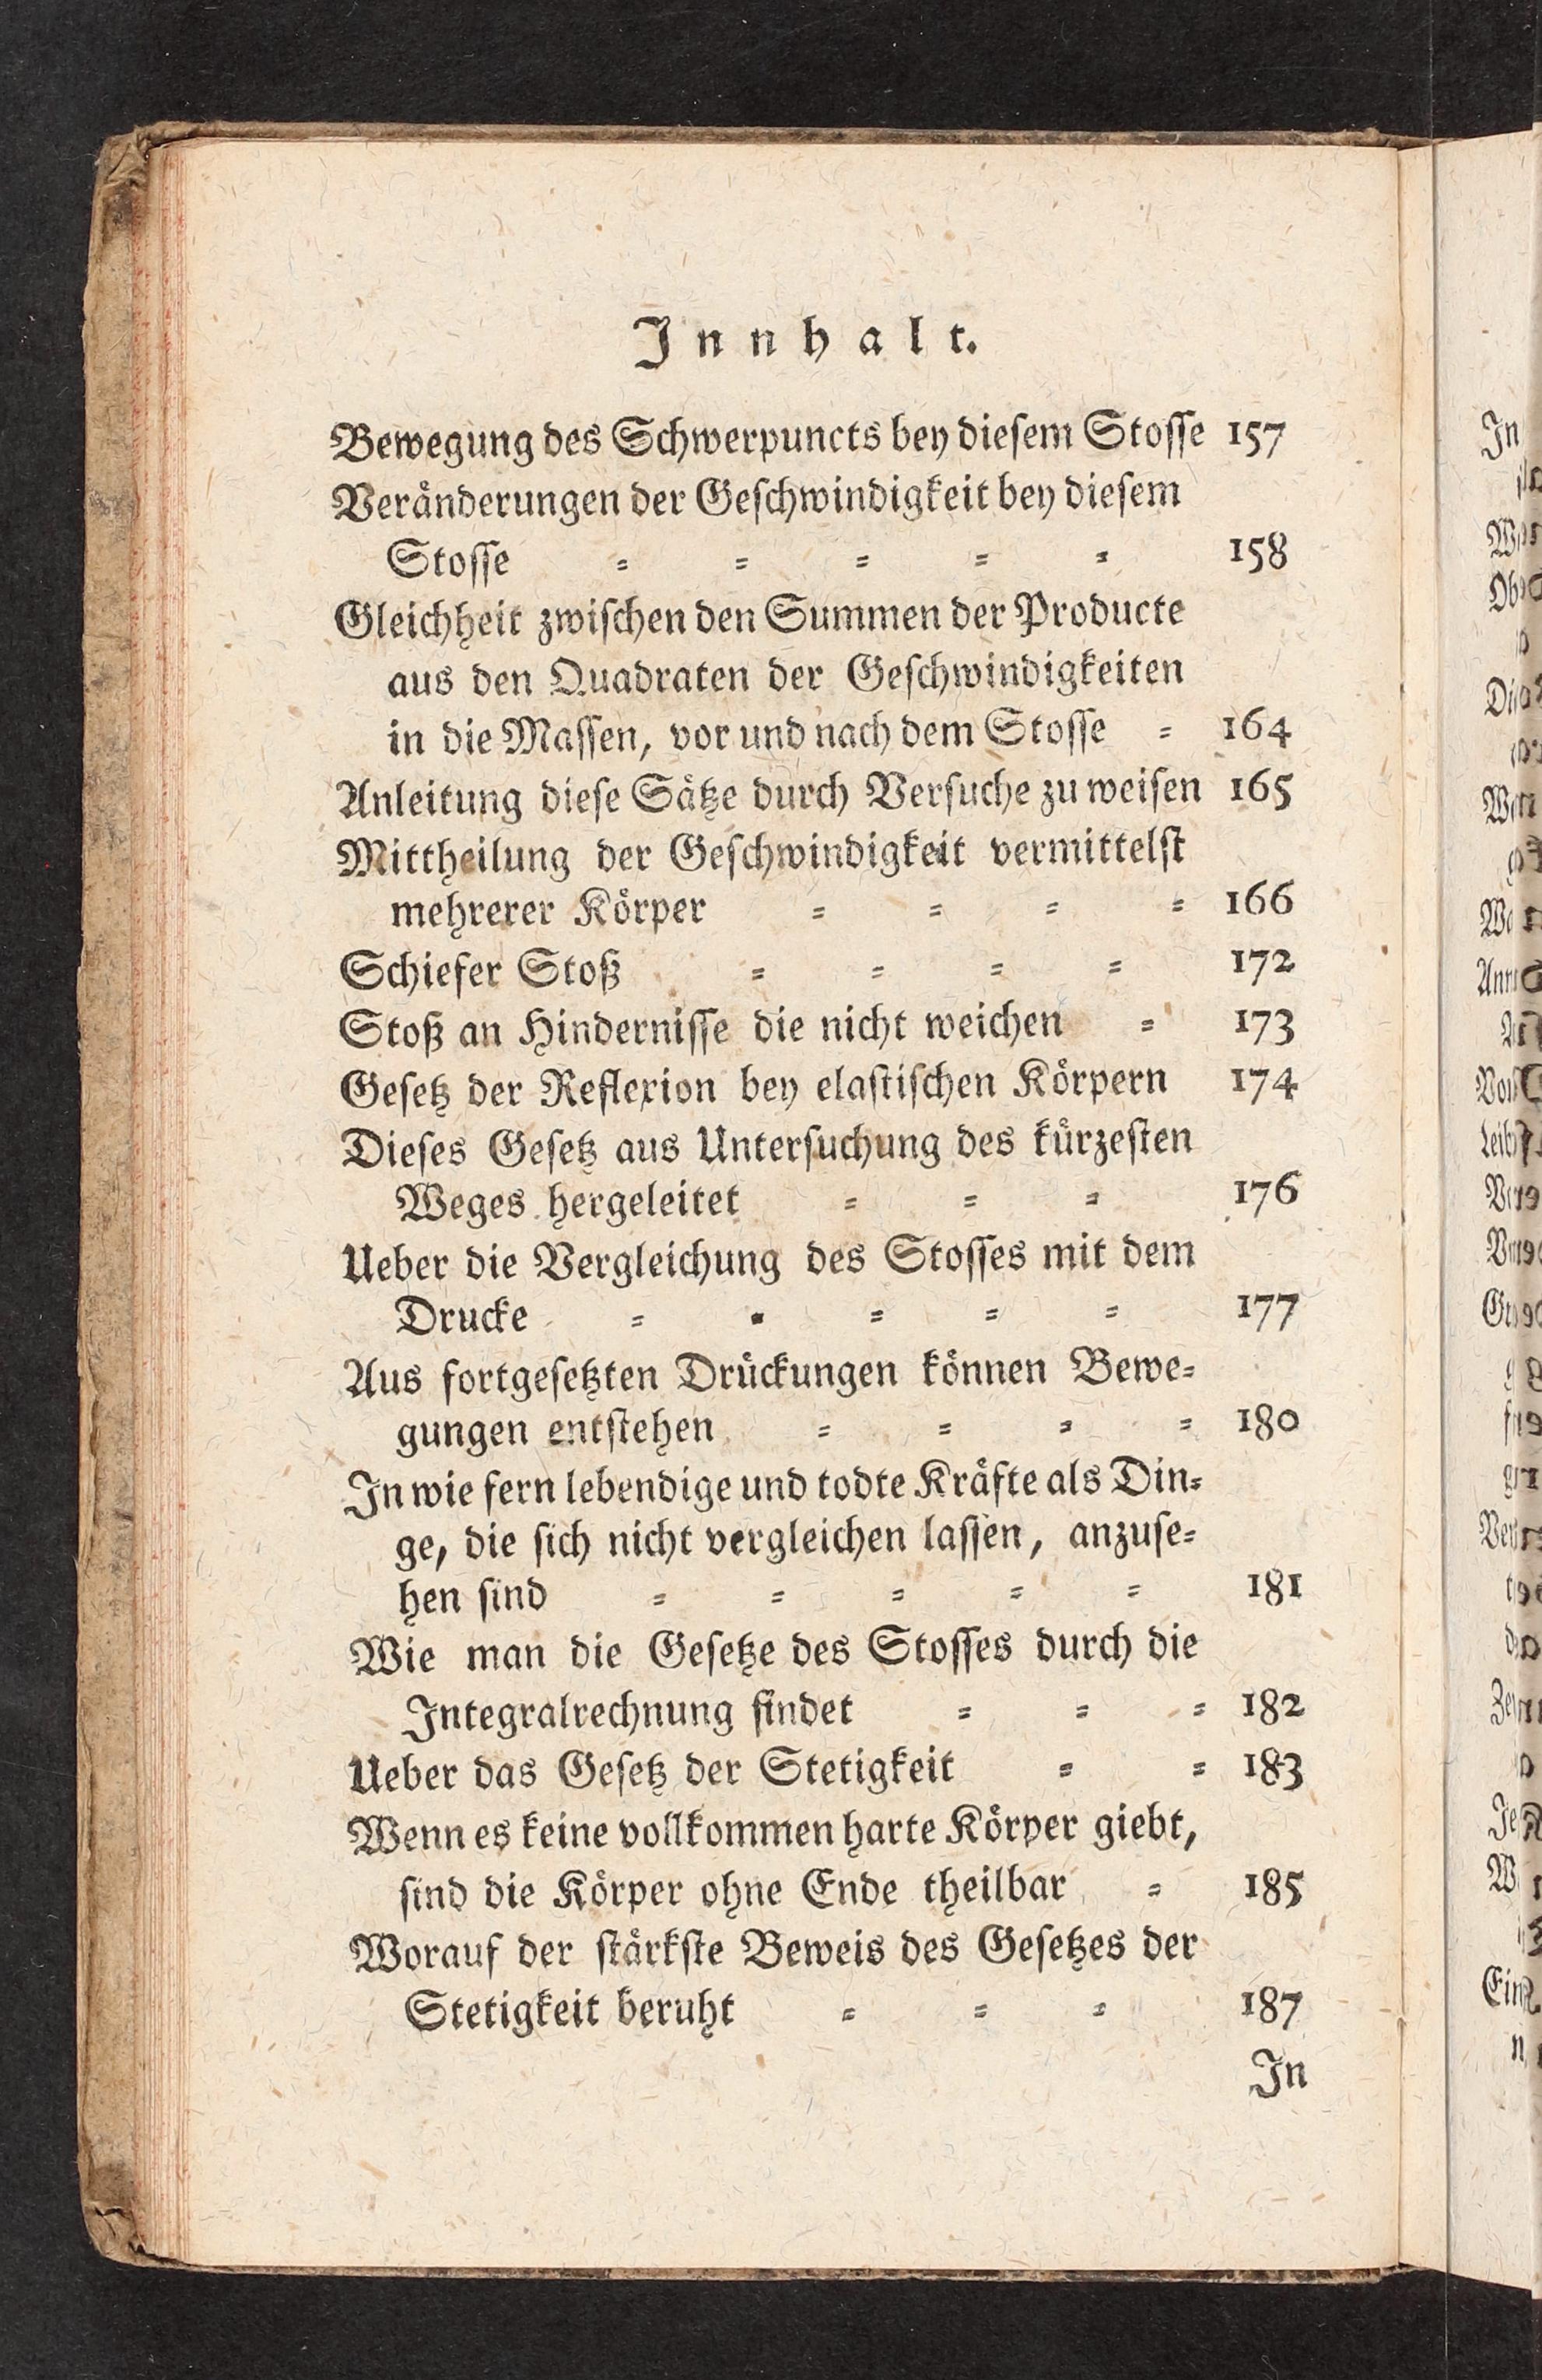 Innhalt.
Bewegung des Schwerpuncts bey dieſem Stoſſe 157
Veränderungen der Geſchwindigkeit bey dieſem
Stoſſe = = = = = 158
Gleichheit zwiſchen den Summen der Producte
aus den Quadraten der Geſchwindigkeiten
in die Maſſen, vor und nach dem Stoſſe = 164
Anleitung dieſe Sätze durch Verſuche zu weiſen 165
Mittheilung der Geſchwindigkeit vermittelſt
mehrerer Körper = = = = 166
Schiefer Stoß = = = = 172
Stoß an Hinderniſſe die nicht weichen = 173
Geſetz der Reflexion bey elaſtiſchen Körpern 174
Dieſes Geſetz aus Unterſuchung des kürzeſten
Weges hergeleitet = = = 176
Ueber die Vergleichung des Stoſſes mit dem
Drucke = = = = = 177
Aus fortgeſetzten Drückungen können Bewe=
gungen entſtehen = = = = 180
In wie fern lebendige und todte Kräfte als Din=
ge, die ſich nicht vergleichen laſſen, anzuſe=
hen ſind = = = = = 181
Wie man die Geſetze des Stoſſes durch die
Integralrechnung findet = = = 182
Ueber das Geſetz der Stetigkeit = = 183
Wenn es keine vollkommen harte Körper giebt,
ſind die Körper ohne Ende theilbar = 185
Worauf der ſtärkſte Beweis des Geſetzes der
Stetigkeit beruht = = = 187
In